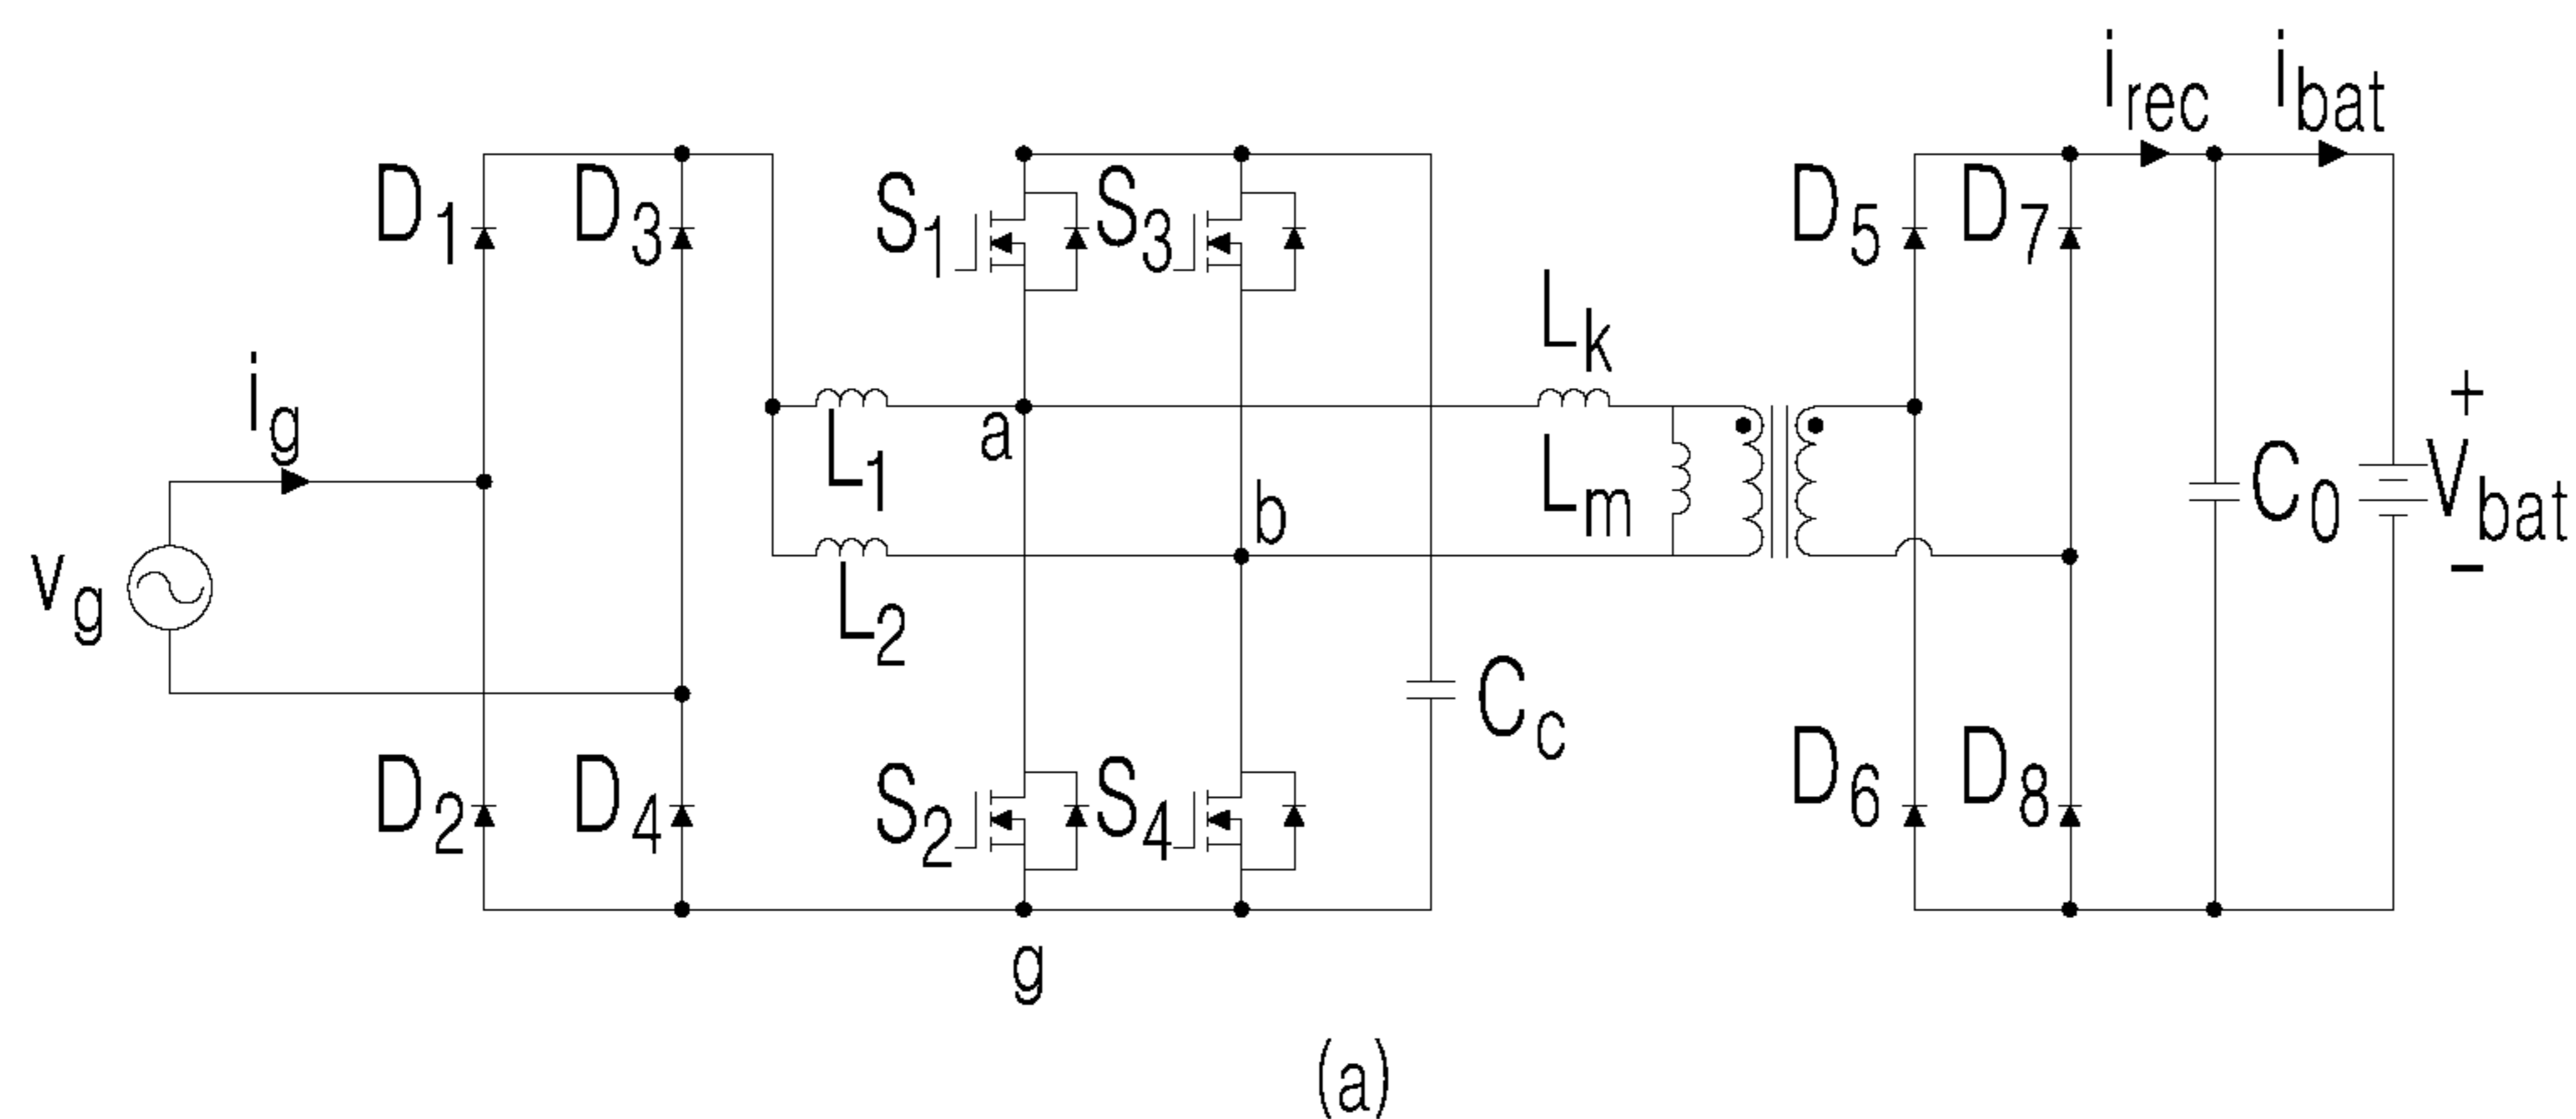 i_rec i_bat
D_1 D_3 S_1 S_3 D_5 D_7
i_g L_k
a
L_1 L_m + 
b C_0 V_bat
v_g L_2 −
C_c
D_2 D_4 S_2 S_4 D_6 D_8
g
(a)